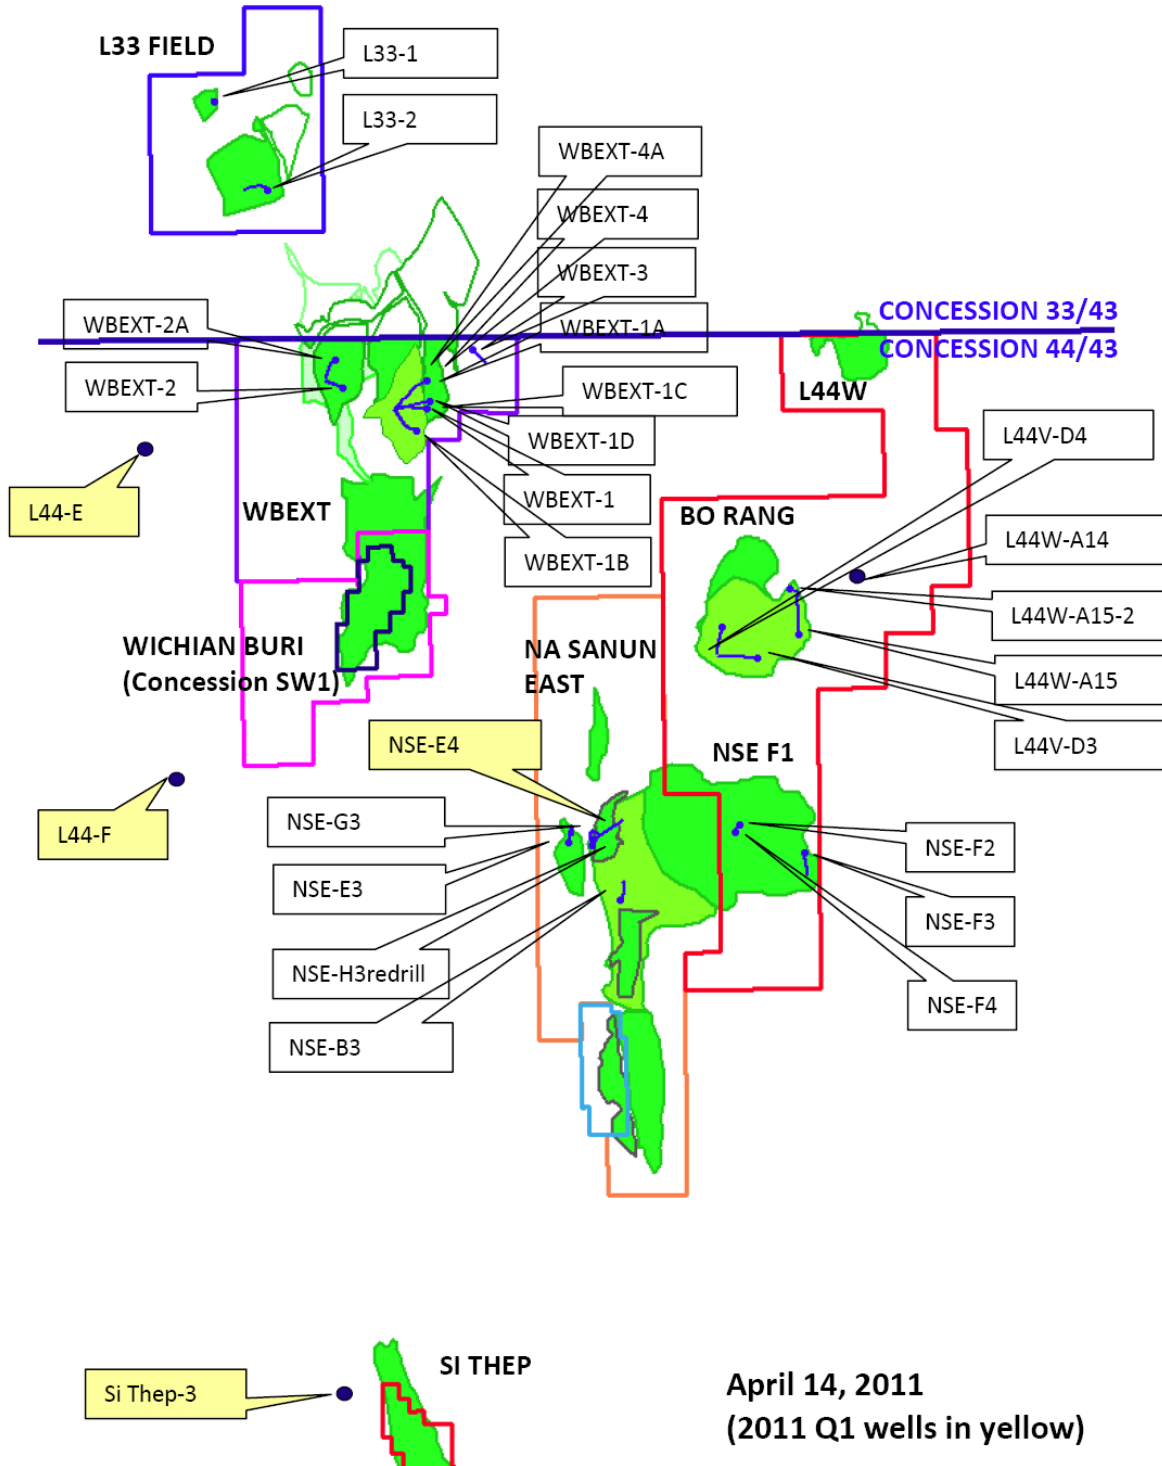 L33 FIELD
L33-1
L33-2
WBEXT-4A
WBEXT-4
WBEXT-3
WBEXT-1A
WBEXT-2A
WBEXT-2
CONCESSION 33/43
CONCESSION 44/43
L44W
WBEXT-1C
WBEXT-1D
WBEXT-1
WBEXT-1B
L44V-D4
L44-E
WBEXT
BO RANG
L44W-A14
L44W-A15-2
L44W-A15
L44V-D3
WICHIAN BURI
(Concession SW1)
NA SANUN
EAST
NSE-E4
NSE F1
L44-F
NSE-G3
NSE-E3
NSE-H3redrill
NSE-B3
NSE-F2
NSE-F3
NSE-F4
SI THEP
Si Thep-3
April 14, 2011
(2011 Q1 wells in yellow)